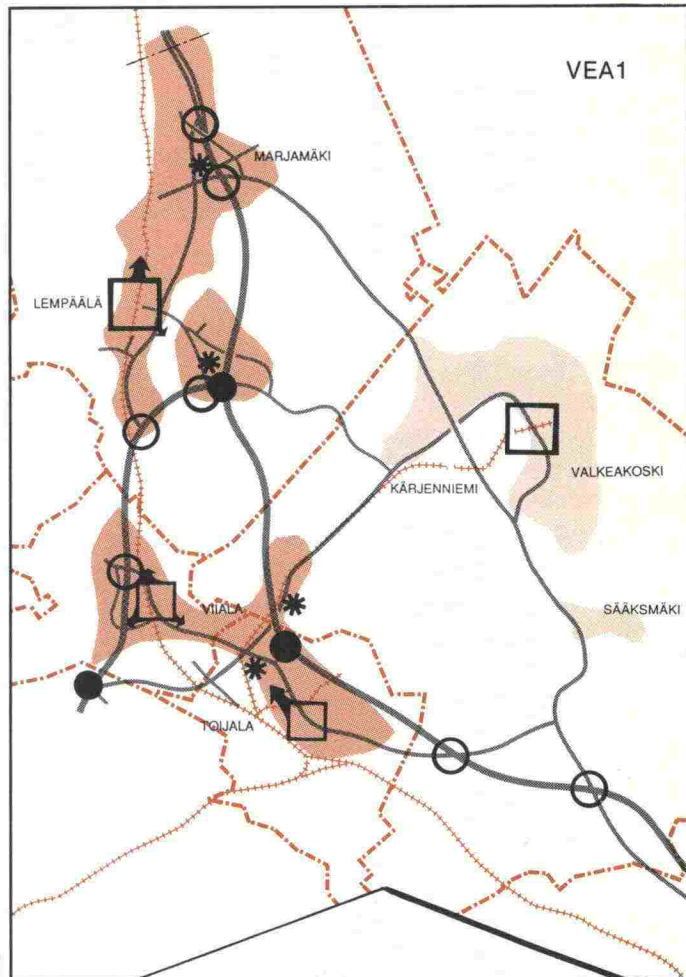 VEA1
MARJAMÄKI
LEMPÄÄLÄ
VALKEAKOSKI
KÄRJENNIEMI
VIIALA
SÄÄKSMÄKI
TOIJALA